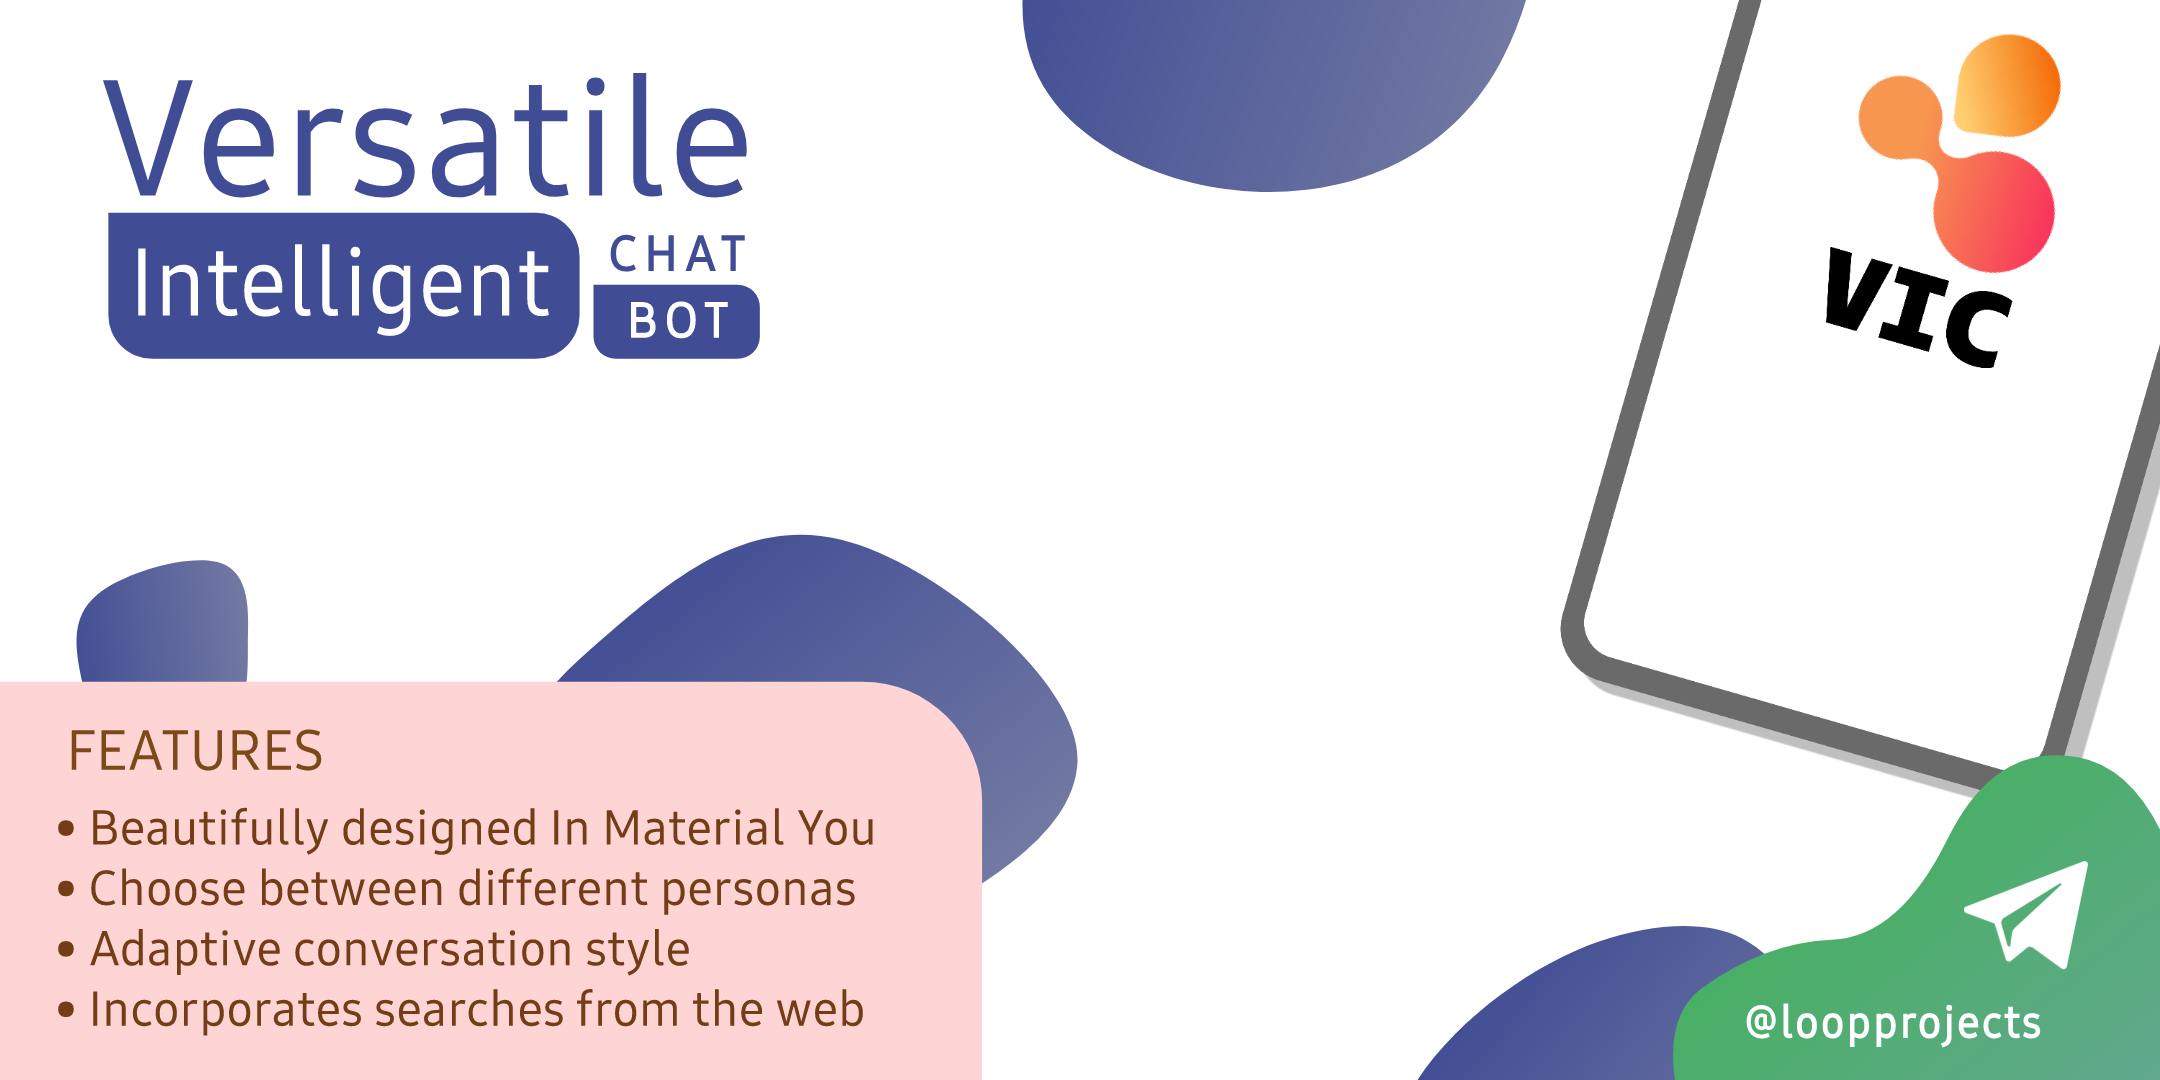 Versatile
Intelligent
CHAT
BOT
VIC
FEATURES
• Beautifully designed In Material You
• Choose between different personas
• Adaptive conversation style
• Incorporates searches from the web
@loopprojects